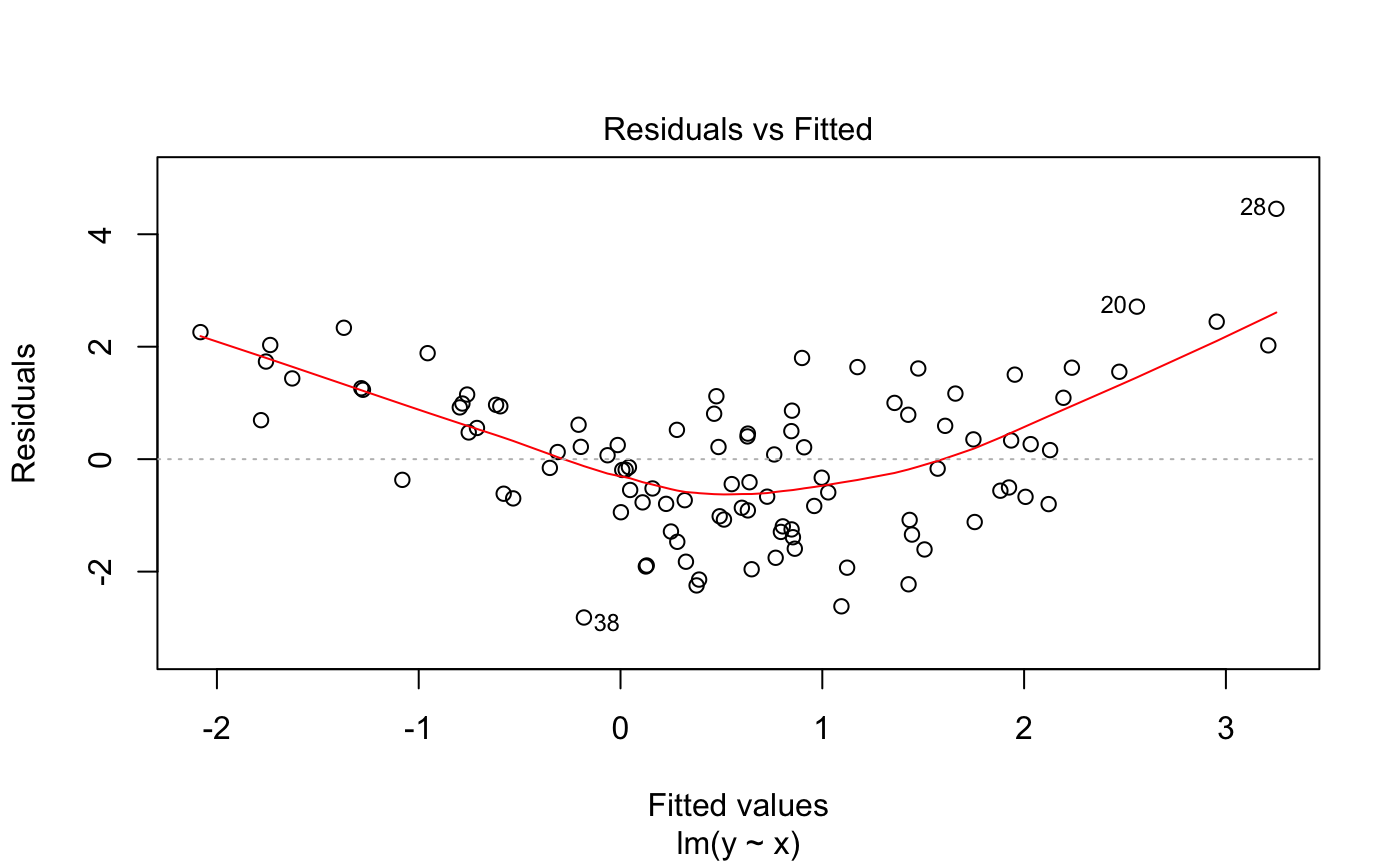 Residuals vs Fitted
28
20
38
4
2
0
-2
Residuals
-2 -1 0 1 2 3
Fitted values
lm(y ~ x)